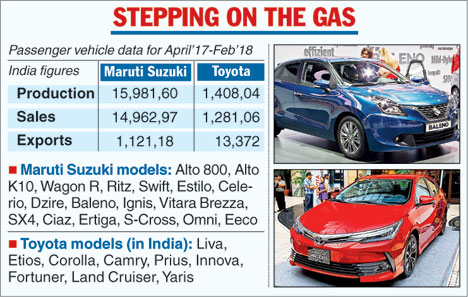 STEPPING ON THE GAS
Passenger vehicle data for April'17-Feb'18
India figures Maruti Suzuki Toyota
Production 15,981,60 1,408,04
Sales 14,962,97 1,281,06
Exports 1,121,18 13,372
■ Maruti Suzuki models: Alto 800, Alto
K10, Wagon R, Ritz, Swift, Estilo, Cele-
rio, Dzire, Baleno, Ignis, Vitara Brezza,
SX4, Ciaz, Ertiga, S-Cross, Omni, Eeco
■ Toyota models (in India): Liva,
Etios, Corolla, Camry, Prius, Innova,
Fortuner, Land Cruiser, Yaris
efficient
BALENO